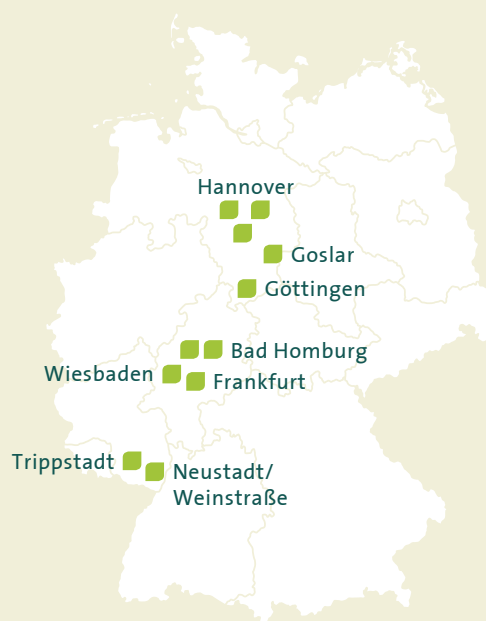 Hannover
Goslar
Göttingen
Bad Homburg
Wiesbaden
Frankfurt
Trippstadt
Neustadt/
Weinstraße